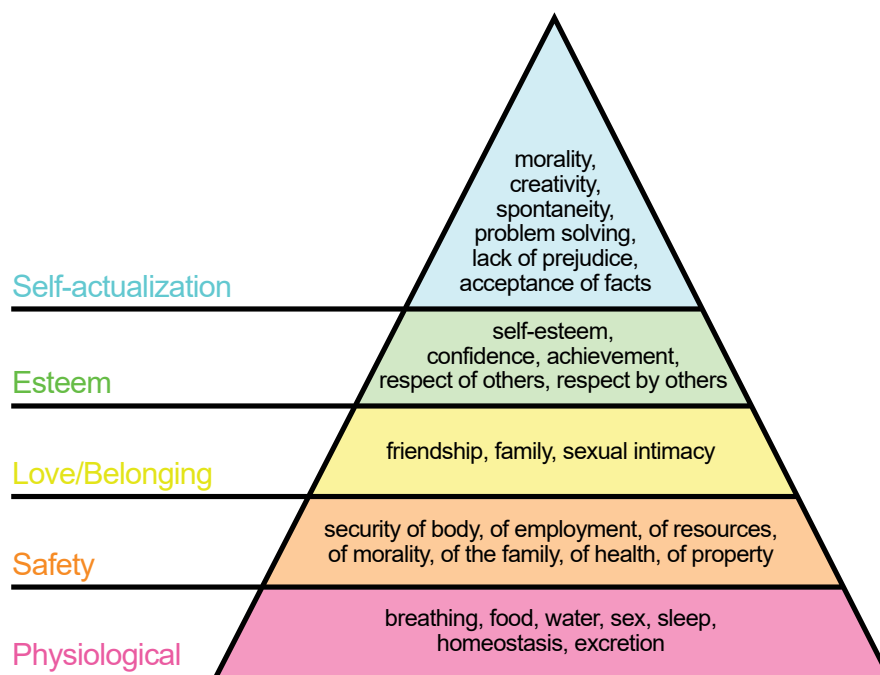 morality,
creativity,
spontaneity,
problem solving,
lack of prejudice,
acceptance of facts
Self-actualization
self-esteem,
confidence, achievement,
respect of others, respect by others
Esteem
friendship, family, sexual intimacy
Love/Belonging
security of body, of employment, of resources,
of morality, of the family, of health, of property
Safety
breathing, food, water, sex, sleep,
homeostasis, excretion
Physiological